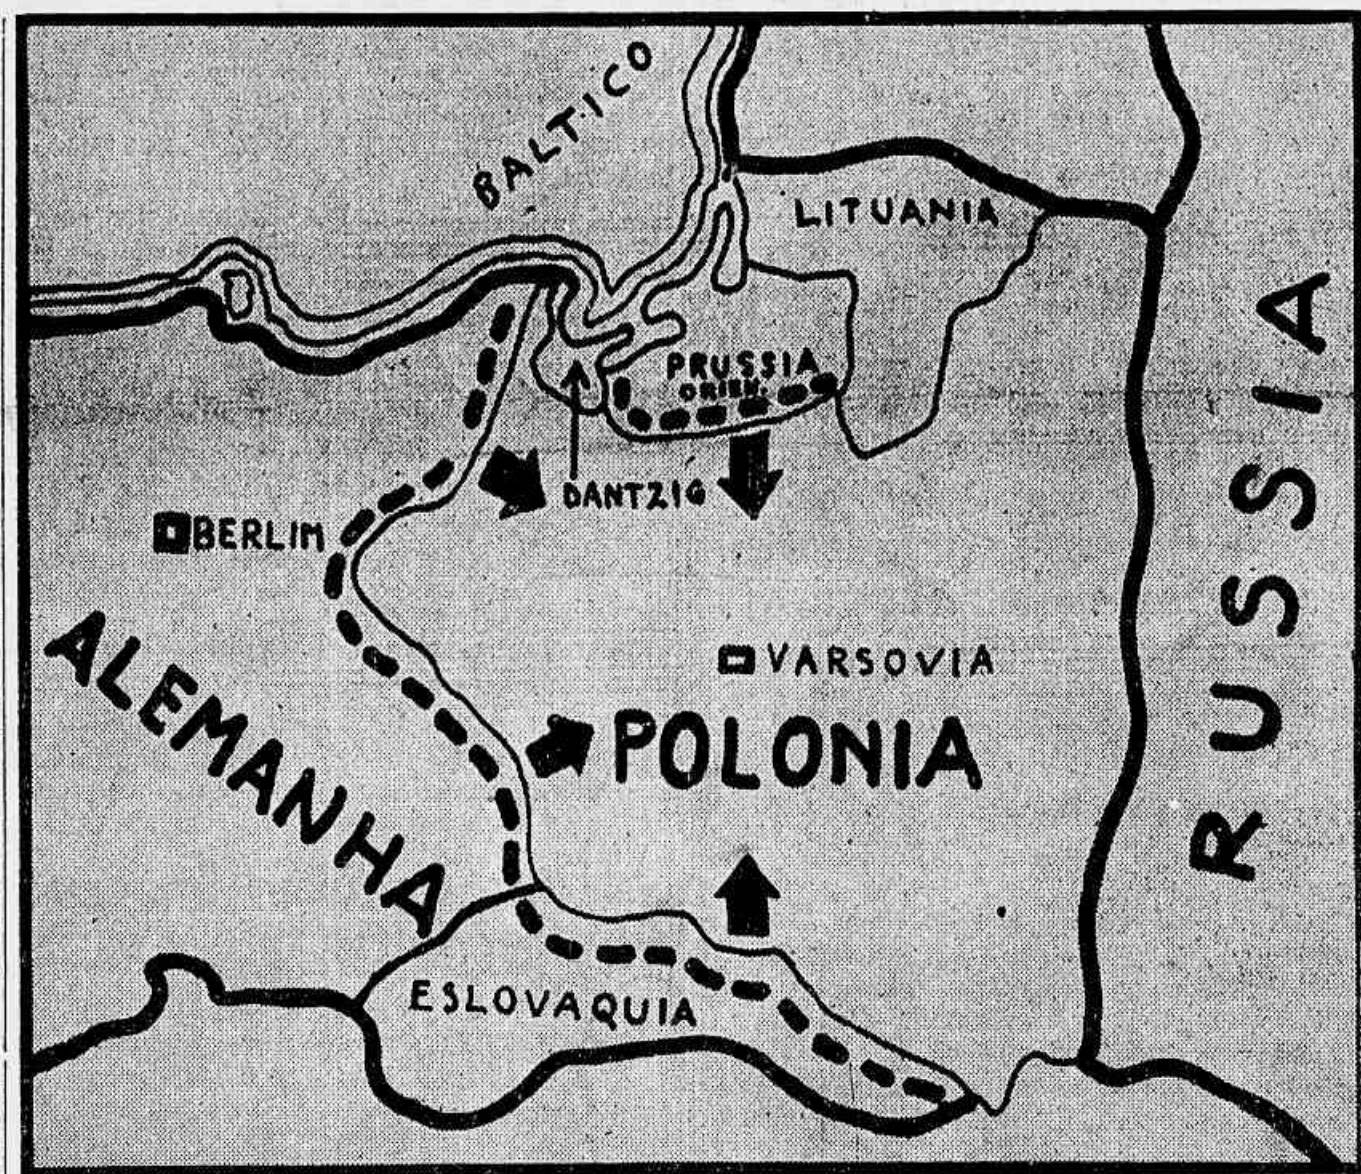 BALTICO
LITUANIA
PRUSSIA
ORIEN.
DANTZIG
BERLIM
RUSSIA
ALEMANHA
VARSOVIA
POLONIA
ESLOVAQUIA